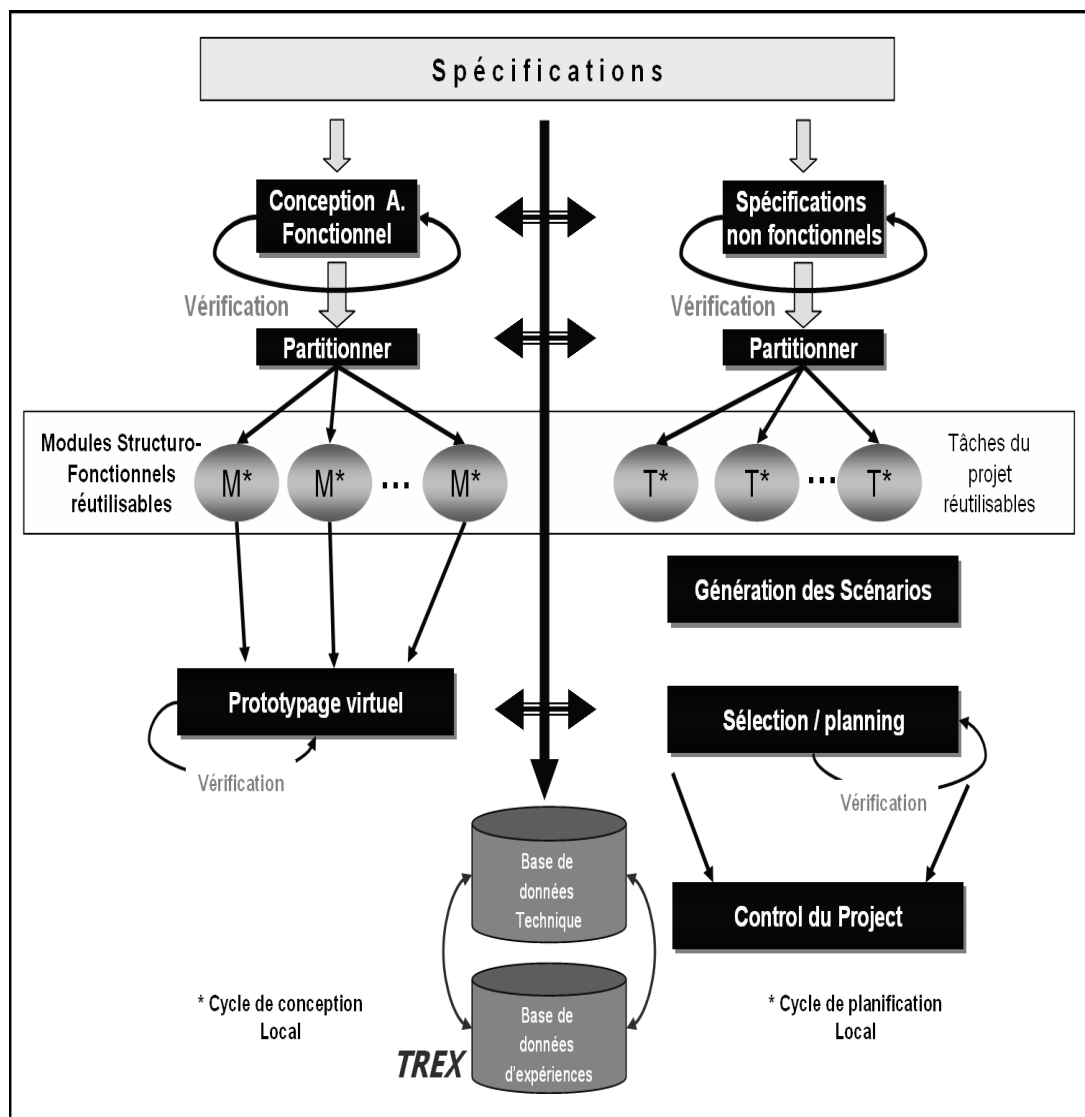 Spécifications
Conception A.
Fonctionnel
Spécifications
non fonctionnels
Vérification
Vérification
Partitionner
Partitionner
Modules Structuro-
Fonctionnels
réutilisables
M*
M*
...
M*
T*
T*
...
T*
Tâches du
projet
réutilisables
Génération des Scénarios
Prototypage virtuel
Sélection / planning
Vérification
Vérification
Base de
données
Technique
Control du Project
* Cycle de conception
Local
* Cycle de planification
Local
Base de
données
d'expériences
TREX